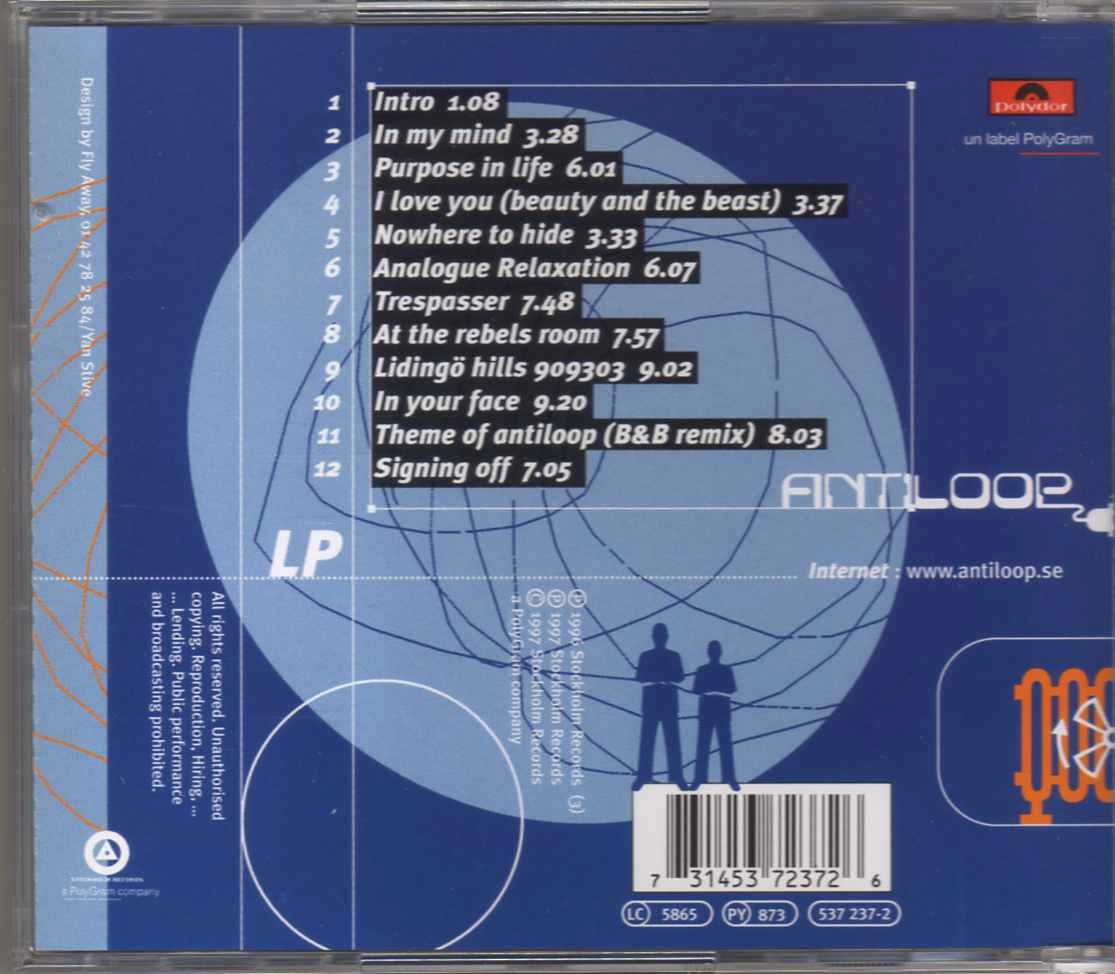 1 Intro 1.08
2 In my mind 3.28
3 Purpose in life 6.01
4 I love you (beauty and the beast) 3.37
5 Nowhere to hide 3.33
6 Analogue Relaxation 6.07
7 Trespasser 7.48
8 At the rebels room 7.57
9 Lidingö hills 909303 9.02
10 In your face 9.20
11 Theme of antiloop (B&B remix) 8.03
12 Signing off 7.05
polydor
un label PolyGram
ANTILOOP
LP
Internet : www.antiloop.se
Design by Fly Away, 01 42 78 25 84/Yan Stive
All rights reserved. Unauthorised
copying. Reproduction, Hiring, ...
... Lending. Public performance
and broadcasting prohibited.
℗ 1996 Stockholm Records (3)
℗ 1997 Stockholm Records
© 1997 Stockholm Records
a PolyGram company
STOCKHOLM RECORDS
a PolyGram company
7 31453 72372 6
LC 5865
PY 873
537 237-2